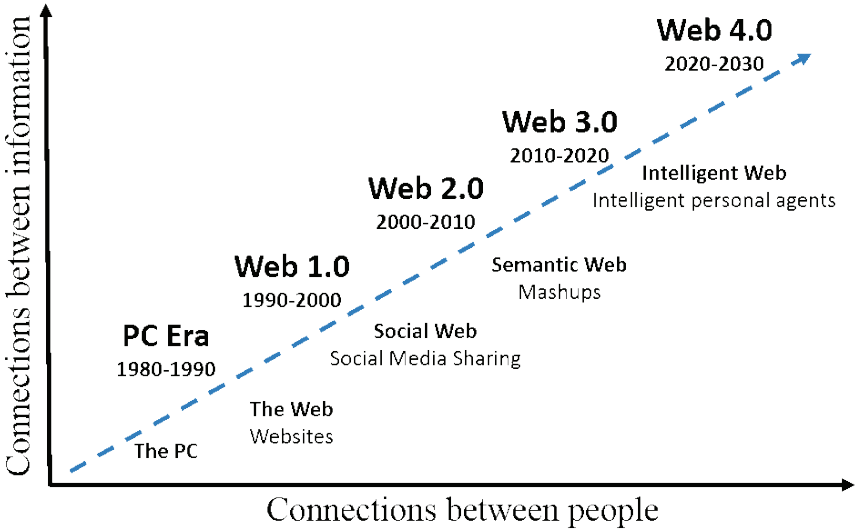 Web 4.0
2020-2030
Web 3.0
2010-2020
Intelligent Web
Intelligent personal agents
Web 2.0
2000-2010
Semantic Web
Mashups
Web 1.0
1990-2000
Social Web
Social Media Sharing
PC Era
1980-1990
The Web
Websites
The PC
Connections between information
Connections between people